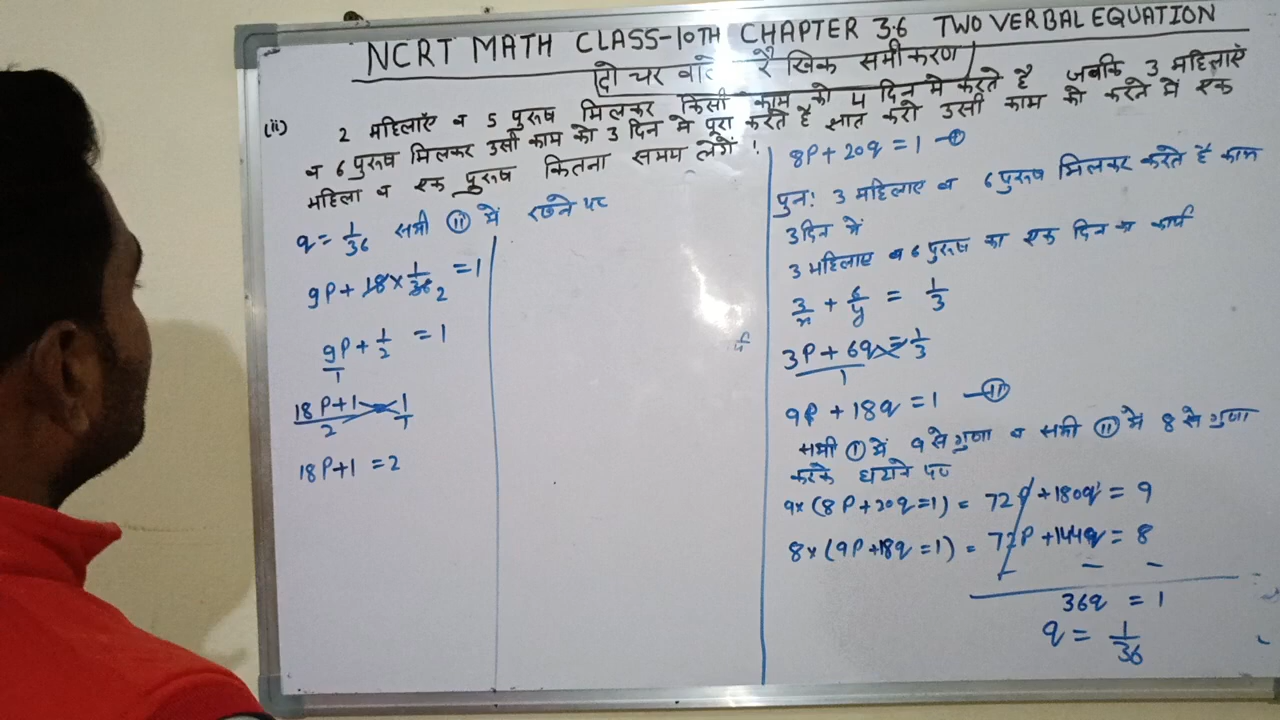 NCRT MATH CLASS-10TH CHAPTER 3.6 TWO VERBAL EQUATION
दो चर वाले रैखिक समीकरण
(ii) 2 महिलाएँ व 5 पुरूष मिलकर किसी काम को 4 दिन मे करते है जबकि 3 महिलाएँ
व 6 पुरूष मिलकर उसी काम को 3 दिन मे पूरा करते है ज्ञात करो उसी काम को करने में एक
महिला व एक पुरूष कितना समय लेगें !
q = 1/36 समी (ii) में रखने पर
9P + 18 × 1/36 2 = 1
9P/1 + 1/2 = 1
18P+1/2 = 1/1
18P+1 = 2
8P + 20q = 1 — (i)
पुनः 3 महिलाए व 6 पुरूष मिलकर करते है काम
3 दिन में
3 महिलाए व 6 पुरूष का एक दिन का कार्य
3/x + 6/y = 1/3
3P + 6q/1 = 1/3
9P + 18q = 1 — (ii)
समी (i) में 9 से गुणा व समी (ii) में 8 से गुणा
करके घटाने पर
9×(8P+20q=1) = 72P+180q = 9
8×(9P+18q=1) = 72P+144q = 8
– – –
36q = 1
q = 1/36